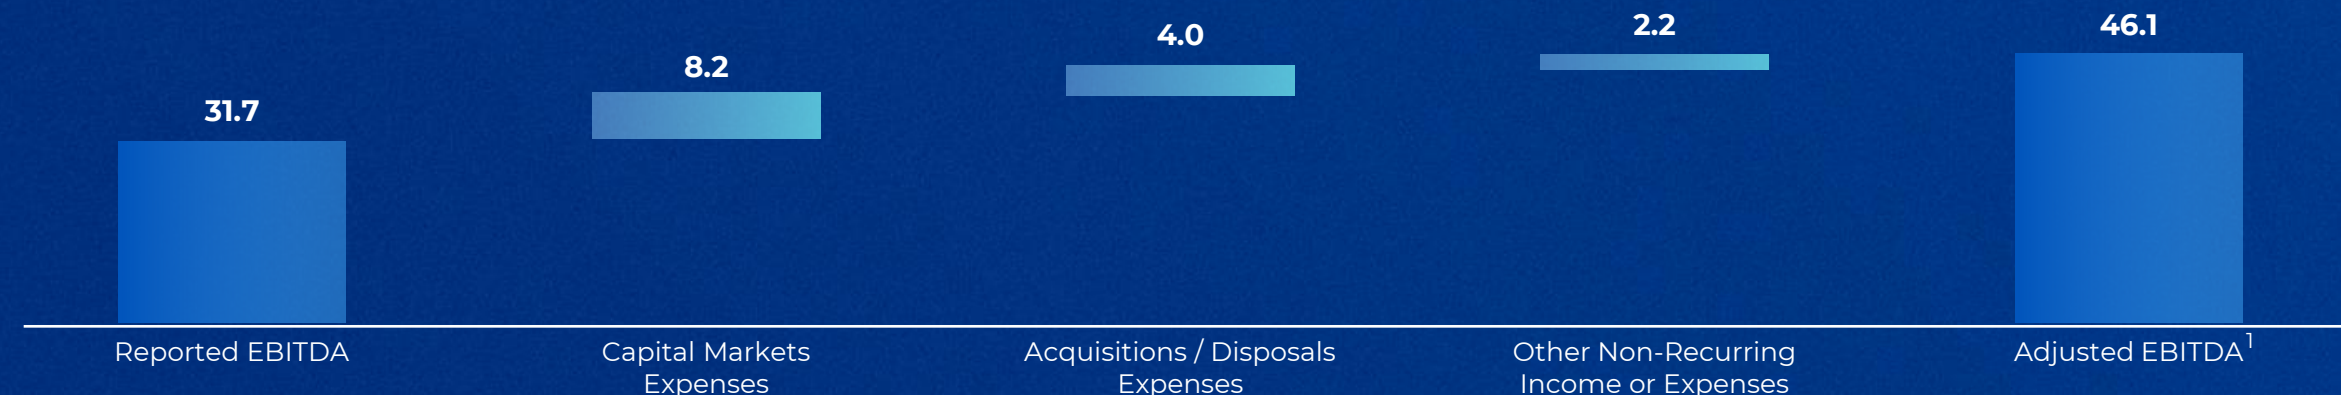 31.7
8.2
4.0
2.2
46.1
Reported EBITDA
Capital Markets
Expenses
Acquisitions / Disposals
Expenses
Other Non-Recurring
Income or Expenses
Adjusted EBITDA¹